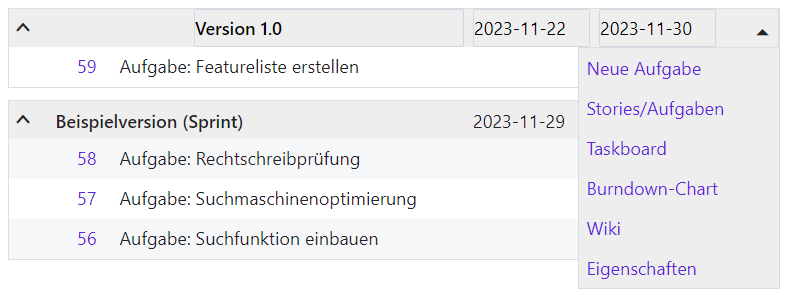 Version 1.0 2023-11-22 2023-11-30
59 Aufgabe: Featureliste erstellen
Beispielversion (Sprint) 2023-11-29
58 Aufgabe: Rechtschreibprüfung
57 Aufgabe: Suchmaschinenoptimierung
56 Aufgabe: Suchfunktion einbauen
Neue Aufgabe
Stories/Aufgaben
Taskboard
Burndown-Chart
Wiki
Eigenschaften